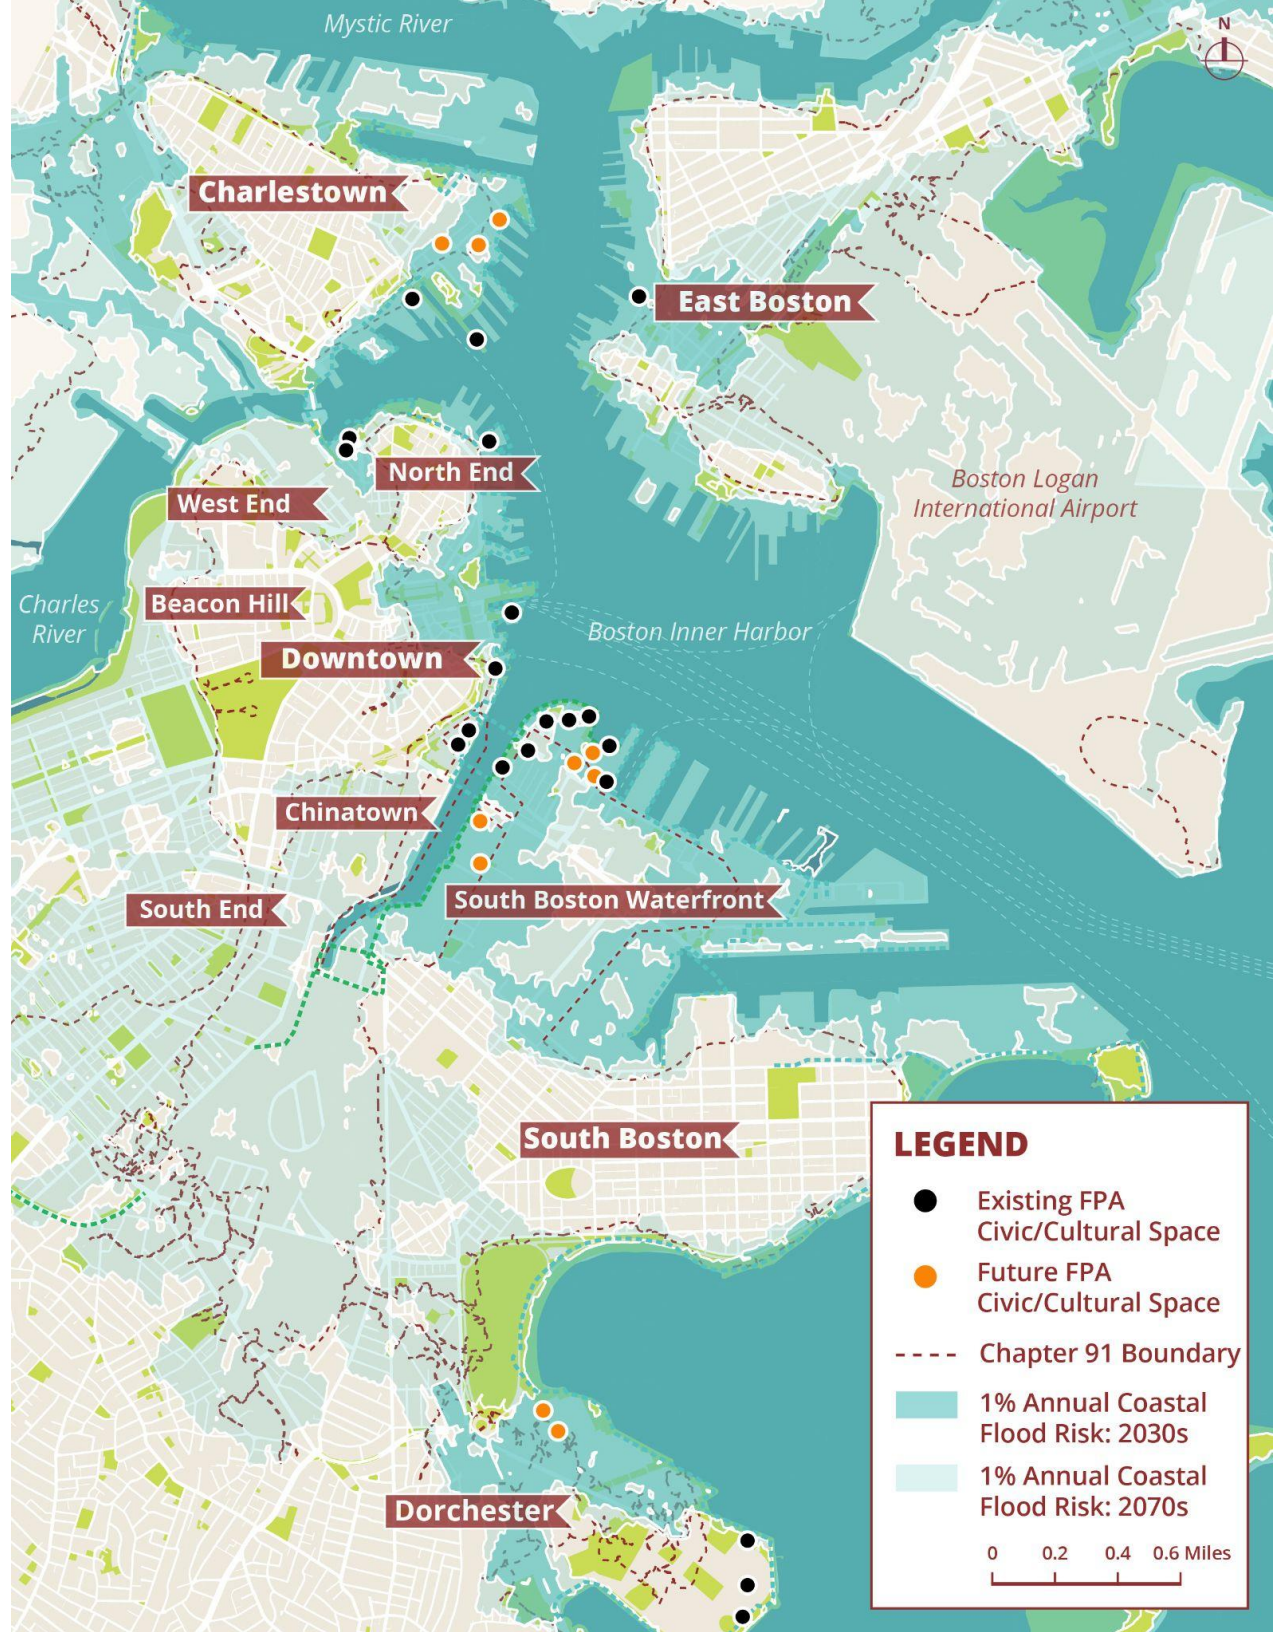 Mystic River
N
Charlestown
East Boston
North End
West End
Boston Logan
International Airport
Charles
River
Beacon Hill
Boston Inner Harbor
Downtown
Chinatown
South Boston Waterfront
South End
South Boston
LEGEND
Existing FPA
Civic/Cultural Space
Future FPA
Civic/Cultural Space
Chapter 91 Boundary
1% Annual Coastal
Flood Risk: 2030s
1% Annual Coastal
Flood Risk: 2070s
0 0.2 0.4 0.6 Miles
Dorchester